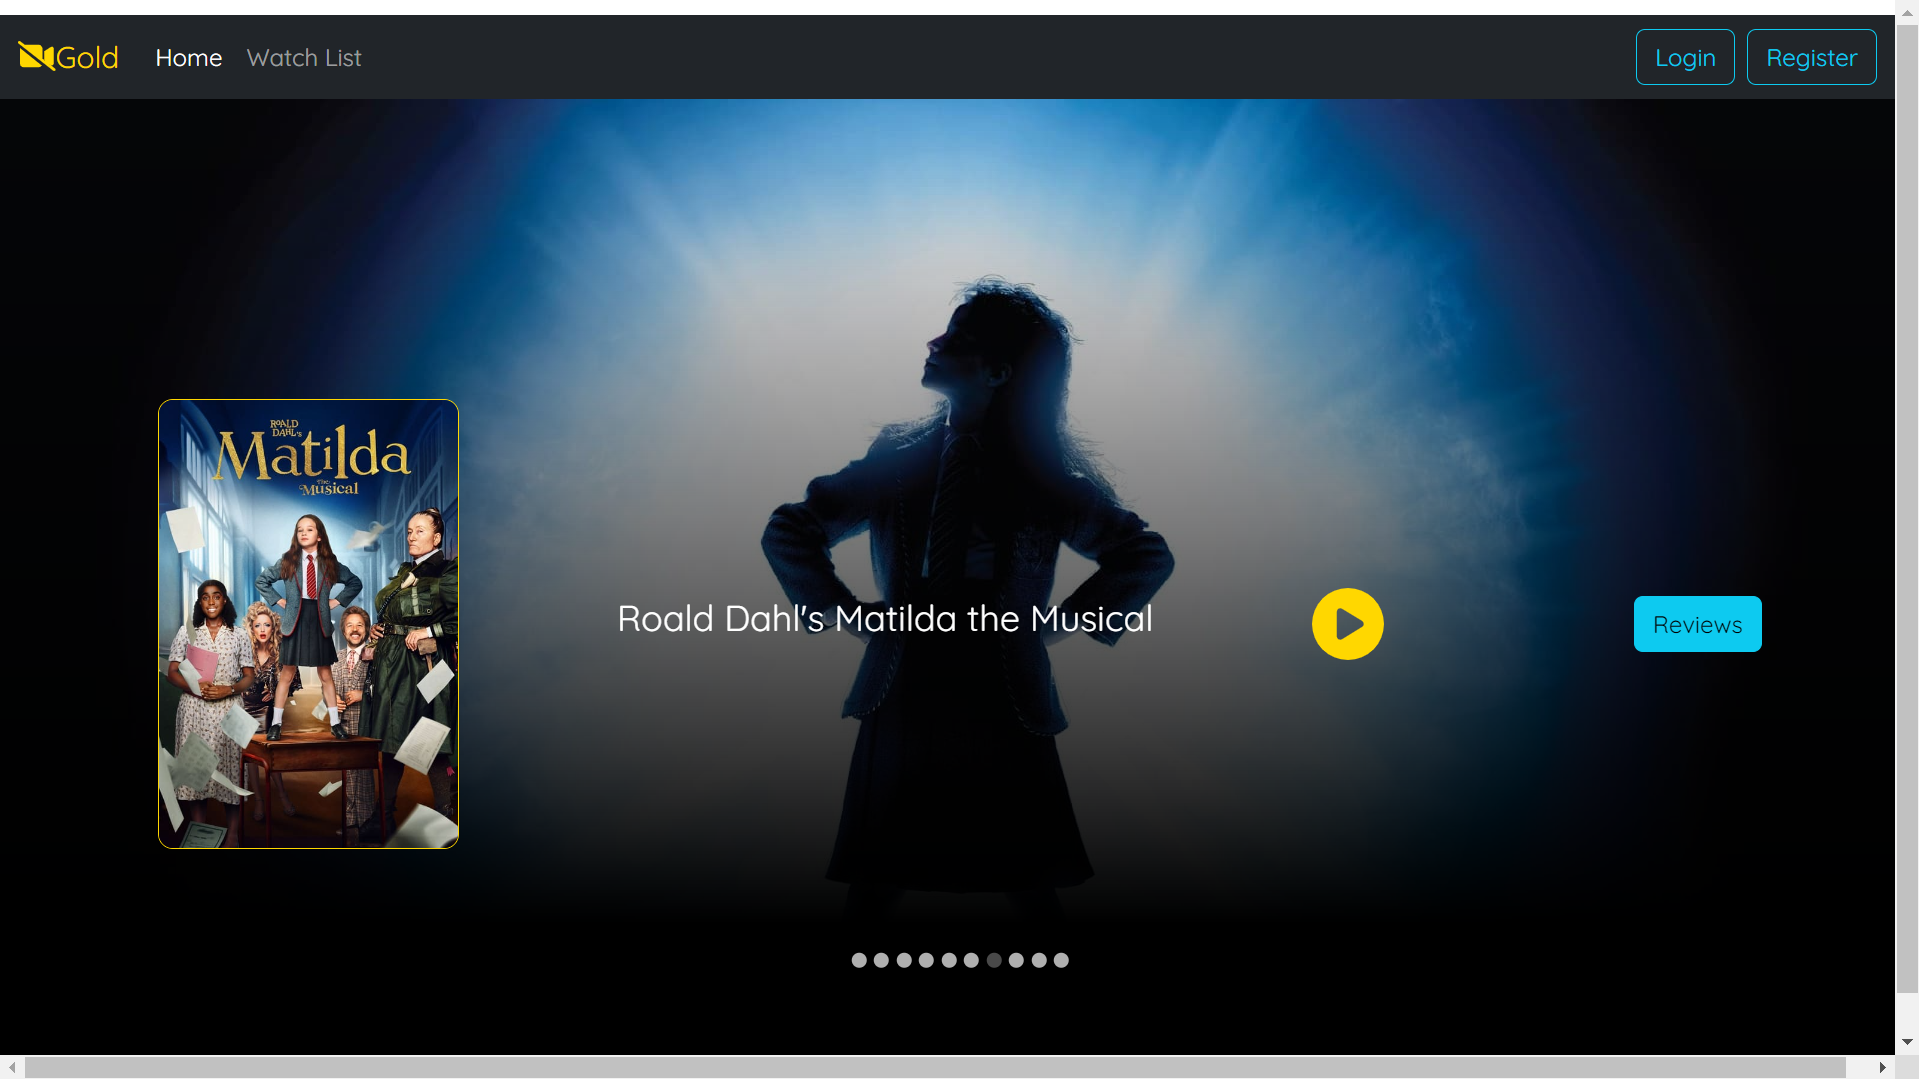 Gold
Home
Watch List
Login
Register
ROALD
DAHL's
Matilda
The
Musical
Roald Dahl's Matilda the Musical
Reviews